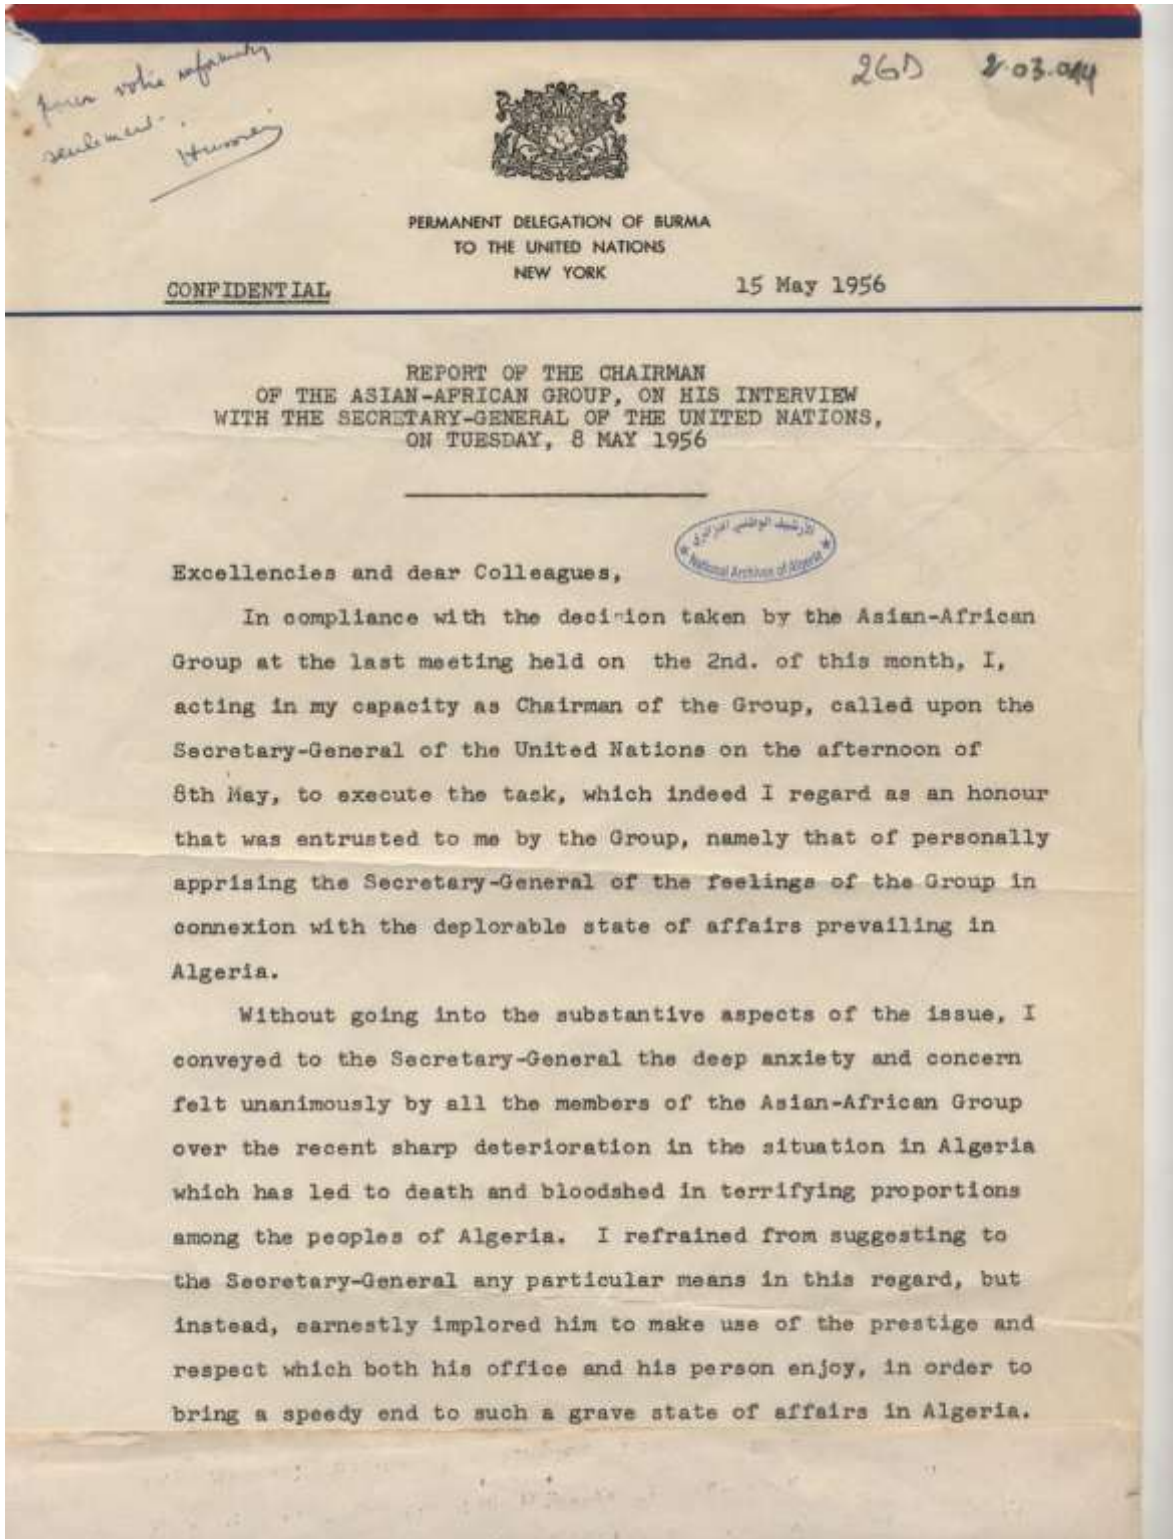 pour votre information
seulement.
Hussein
26D 2.03.014
PERMANENT DELEGATION OF BURMA
TO THE UNITED NATIONS
NEW YORK
CONFIDENTIAL
15 May 1956
REPORT OF THE CHAIRMAN
OF THE ASIAN-AFRICAN GROUP, ON HIS INTERVIEW
WITH THE SECRETARY-GENERAL OF THE UNITED NATIONS,
ON TUESDAY, 8 MAY 1956
الأرشيف الوطني الجزائري
National Archives of Algeria
Excellencies and dear Colleagues,
In compliance with the decision taken by the Asian-African
Group at the last meeting held on the 2nd. of this month, I,
acting in my capacity as Chairman of the Group, called upon the
Secretary-General of the United Nations on the afternoon of
8th May, to execute the task, which indeed I regard as an honour
that was entrusted to me by the Group, namely that of personally
apprising the Secretary-General of the feelings of the Group in
connexion with the deplorable state of affairs prevailing in
Algeria.
Without going into the substantive aspects of the issue, I
conveyed to the Secretary-General the deep anxiety and concern
felt unanimously by all the members of the Asian-African Group
over the recent sharp deterioration in the situation in Algeria
which has led to death and bloodshed in terrifying proportions
among the peoples of Algeria. I refrained from suggesting to
the Secretary-General any particular means in this regard, but
instead, earnestly implored him to make use of the prestige and
respect which both his office and his person enjoy, in order to
bring a speedy end to such a grave state of affairs in Algeria.